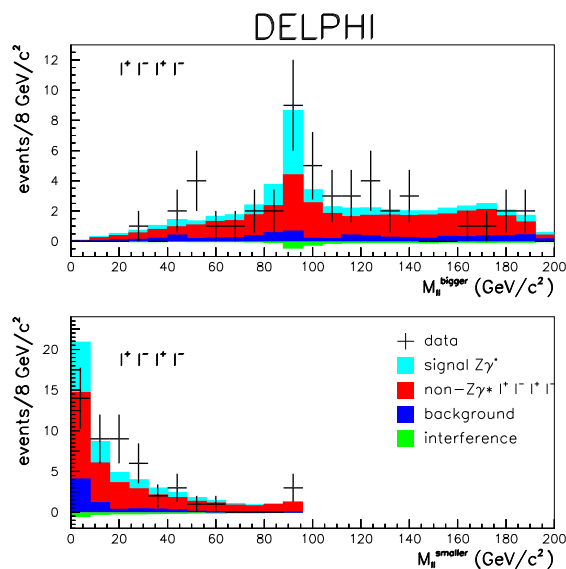 DELPHI
events/8 GeV/c²
12
10
8
6
4
2
0
l⁺ l⁻ l⁺ l⁻
0 20 40 60 80 100 120 140 160 180 200
M_ll^bigger (GeV/c²)
events/8 GeV/c²
20
15
10
5
0
l⁺ l⁻ l⁺ l⁻
data
signal Zγ*
non-Zγ* l⁺ l⁻ l⁺ l⁻
background
interference
0 20 40 60 80 100 120 140 160 180 200
M_ll^smaller (GeV/c²)